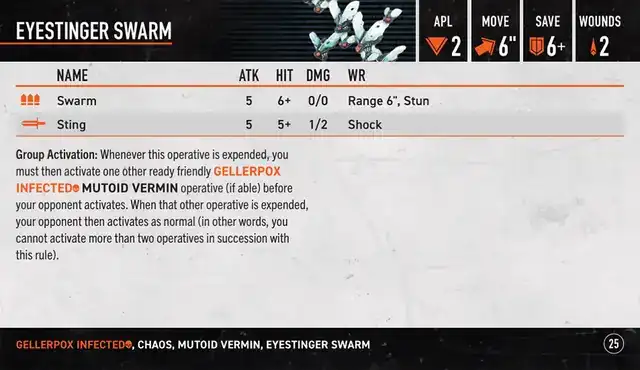 EYESTINGER SWARM
APL 2
MOVE 6"
SAVE 6+
WOUNDS 2
NAME ATK HIT DMG WR
Swarm 5 6+ 0/0 Range 6", Stun
Sting 5 5+ 1/2 Shock
Group Activation: Whenever this operative is expended, you
must then activate one other ready friendly GELLERPOX
INFECTED MUTOID VERMIN operative (if able) before
your opponent activates. When that other operative is expended,
your opponent then activates as normal (in other words, you
cannot activate more than two operatives in succession with
this rule).
GELLERPOX INFECTED, CHAOS, MUTOID VERMIN, EYESTINGER SWARM
25